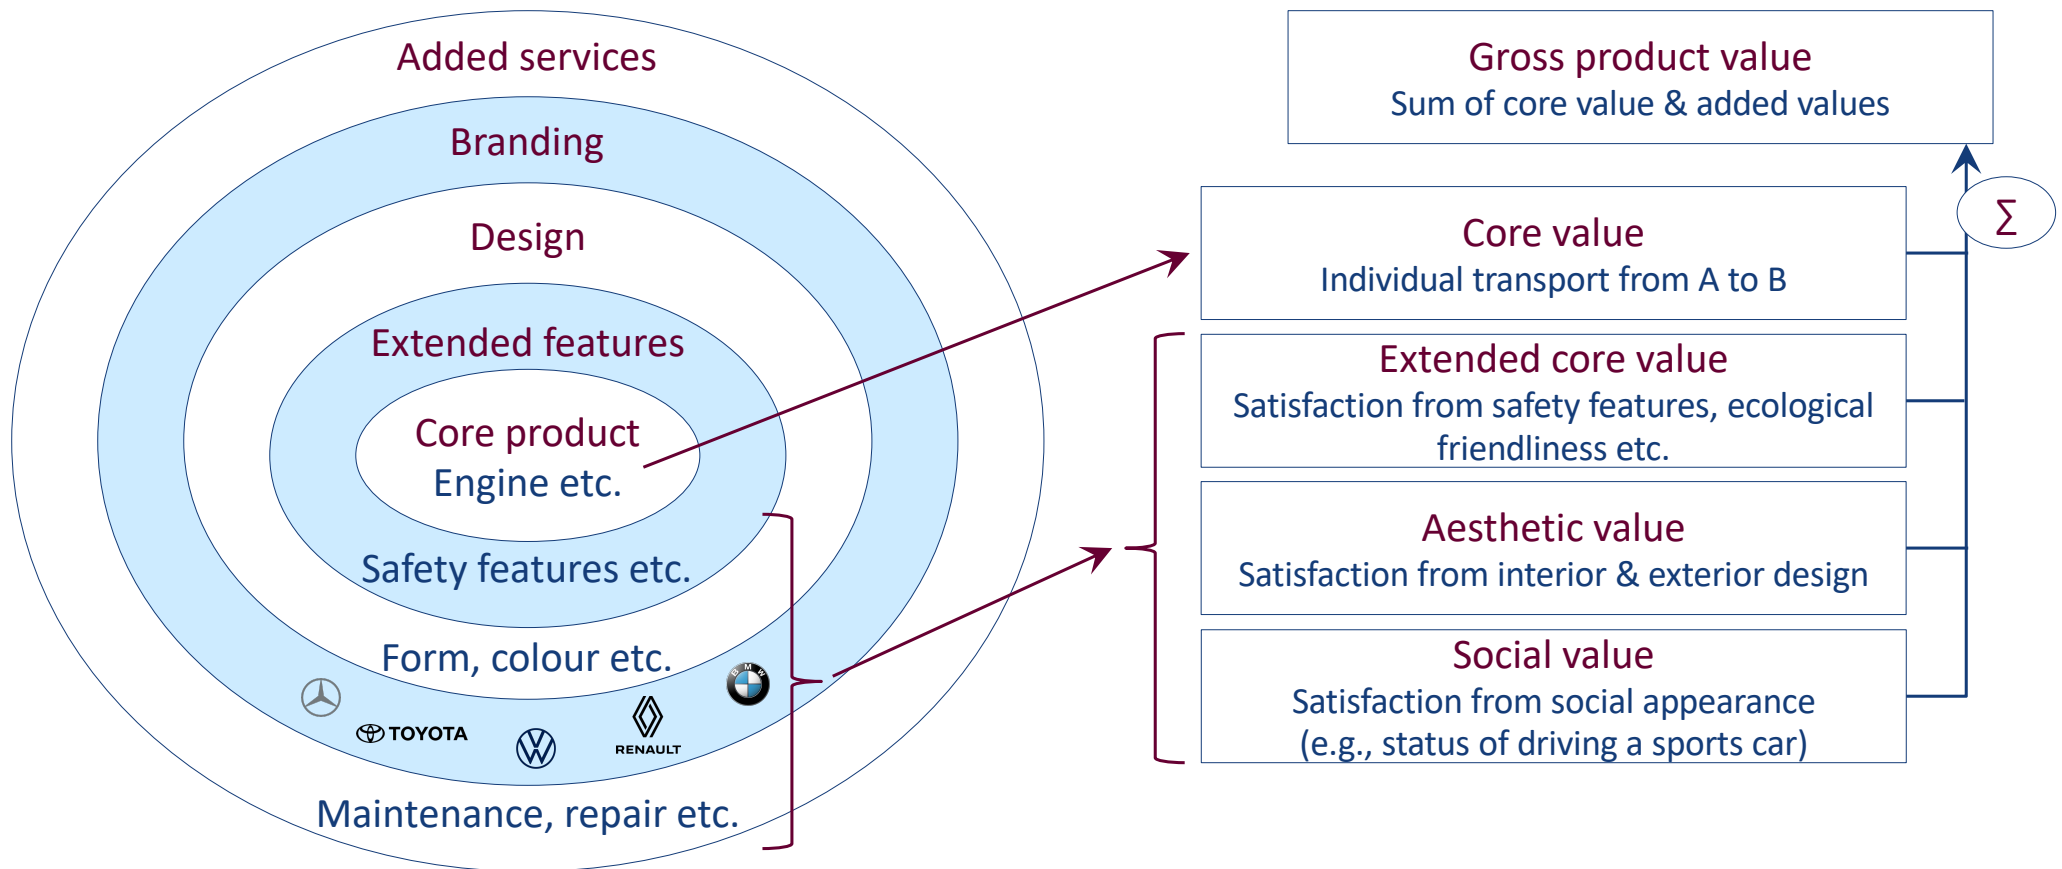 Added services
Branding
Design
Extended features
Core product
Engine etc.
Safety features etc.
Form, colour etc.
BMW
TOYOTA
RENAULT
Maintenance, repair etc.
Gross product value
Sum of core value & added values
∑
Core value
Individual transport from A to B
Extended core value
Satisfaction from safety features, ecological
friendliness etc.
Aesthetic value
Satisfaction from interior & exterior design
Social value
Satisfaction from social appearance
(e.g., status of driving a sports car)